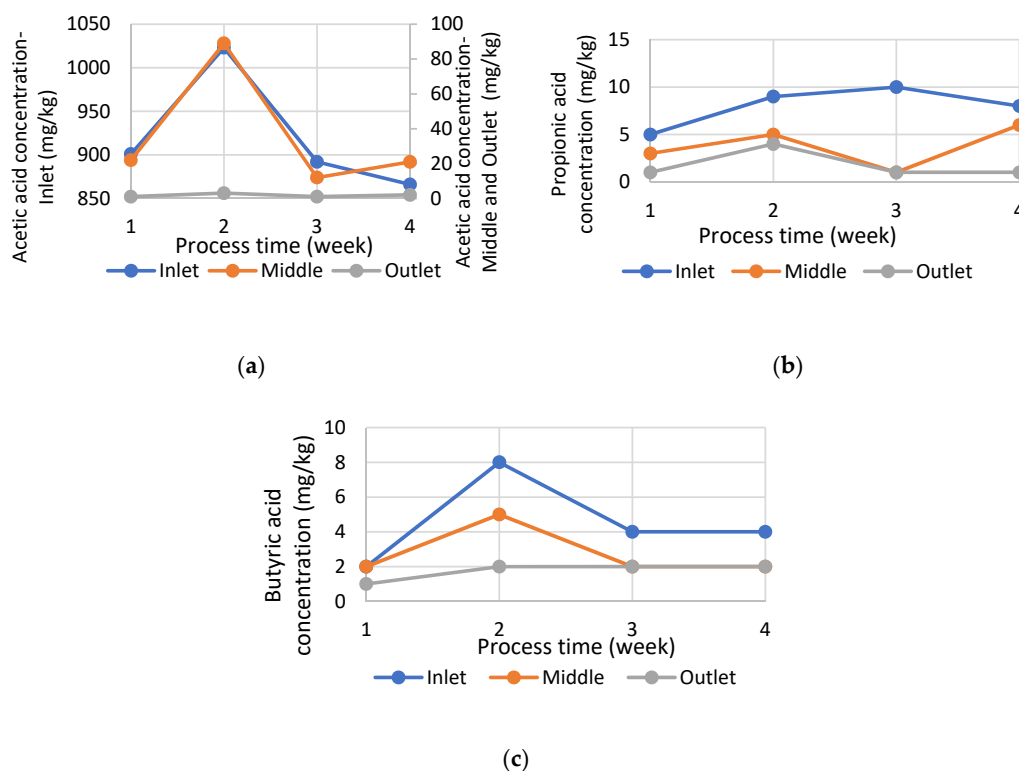 Acetic acid concentration-
Inlet (mg/kg)
1050
1000
950
900
850
100
80
60
40
20
0
Acetic acid concentration-
Middle and Outlet (mg/kg)
1 2 3 4
Process time (week)
Inlet Middle Outlet
(a)
Propionic acid
concentration (mg/kg)
15
10
5
0
1 2 3 4
Process time (week)
Inlet Middle Outlet
(b)
Butyric acid
concentration (mg/kg)
10
8
6
4
2
0
1 2 3 4
Process time (week)
Inlet Middle Outlet
(c)